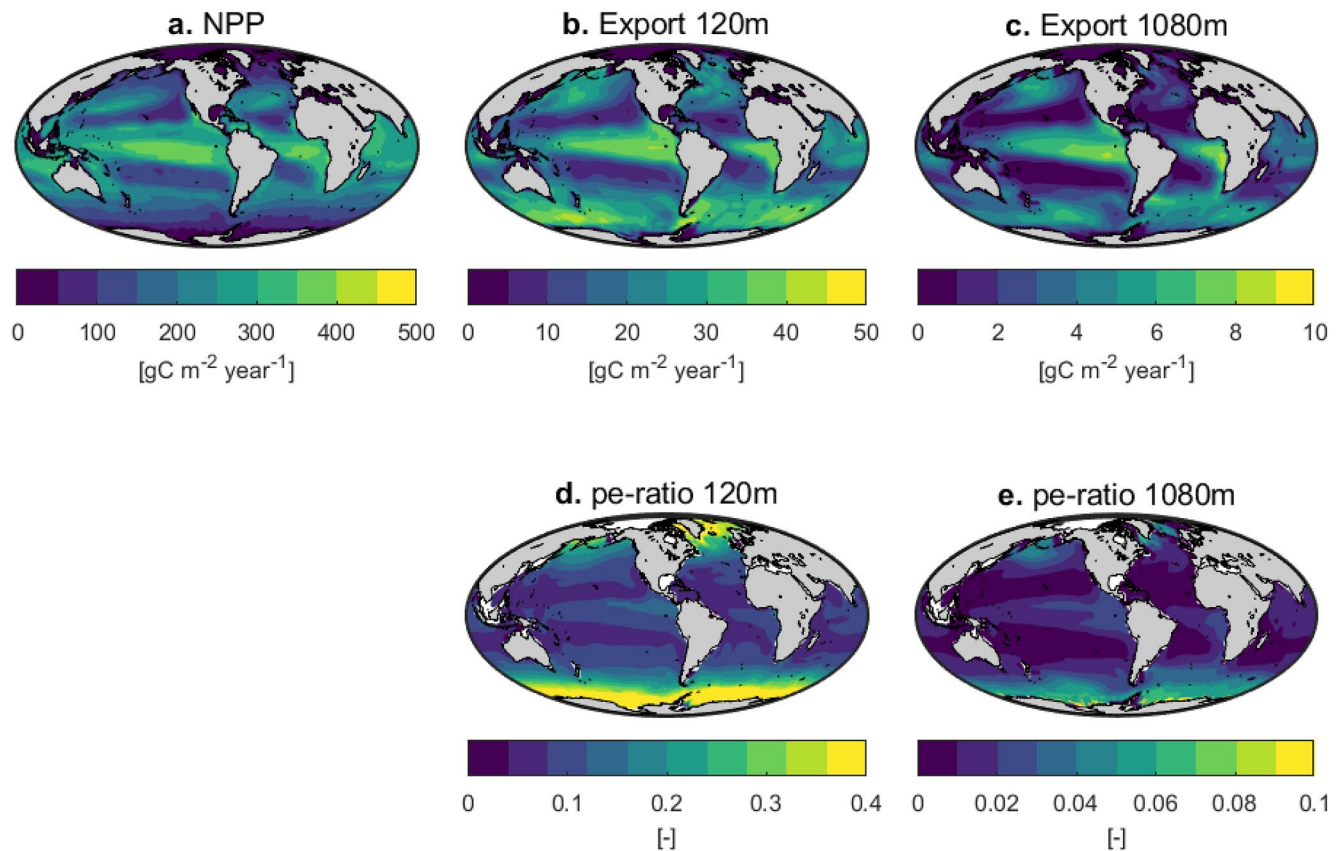 a. NPP
b. Export 120m
c. Export 1080m
0 100 200 300 400 500
[gC m-2 year-1]
0 10 20 30 40 50
[gC m-2 year-1]
0 2 4 6 8 10
[gC m-2 year-1]
d. pe-ratio 120m
e. pe-ratio 1080m
0 0.1 0.2 0.3 0.4
[-]
0 0.02 0.04 0.06 0.08 0.1
[-]